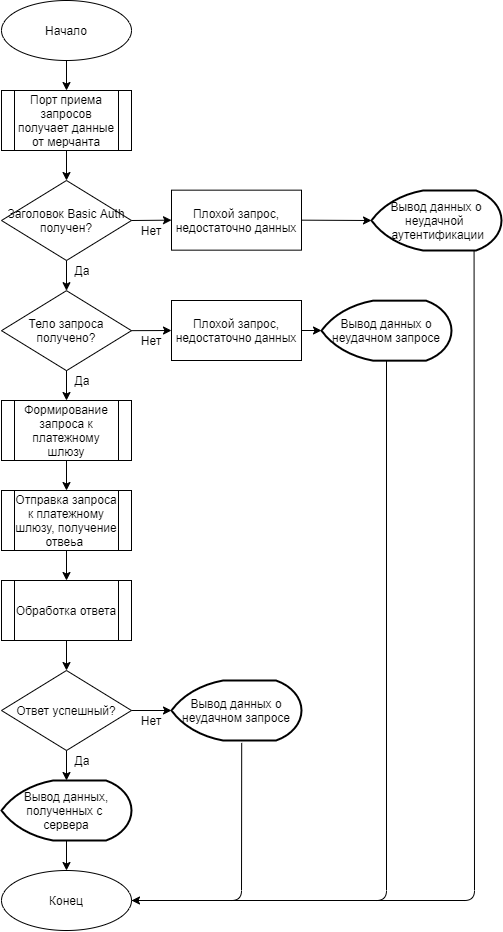 Начало
Порт приема
запросов
получает данные
от мерчанта
Заголовок Basic Auth
получен?
Нет
Плохой запрос,
недостаточно данных
Вывод данных о
неудачной
аутентификации
Да
Тело запроса
получено?
Нет
Плохой запрос,
недостаточно данных
Вывод данных о
неудачном запросе
Да
Формирование
запроса к
платежному
шлюзу
Отправка запроса
к платежному
шлюзу, получение
отвеьа
Обработка ответа
Ответ успешный?
Нет
Вывод данных о
неудачном запросе
Да
Вывод данных,
полученных с
сервера
Конец